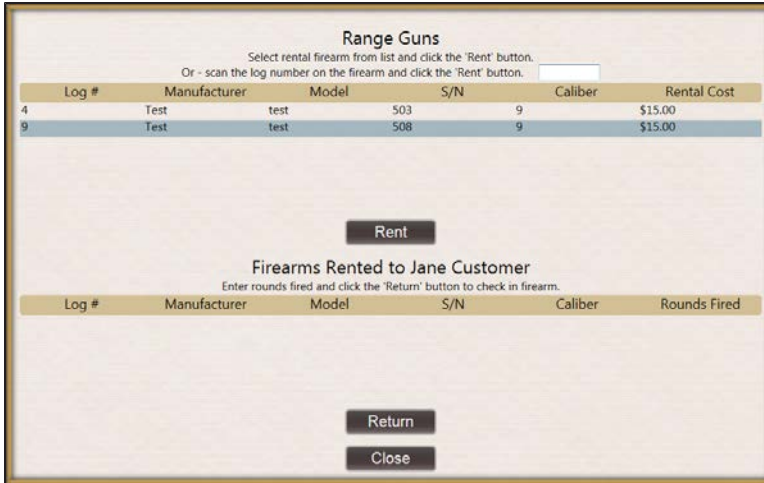 Range Guns
Select rental firearm from list and click the 'Rent' button.
Or - scan the log number on the firearm and click the 'Rent' button.
Log # Manufacturer Model S/N Caliber Rental Cost
4 Test test 503 9 $15.00
9 Test test 508 9 $15.00
Rent
Firearms Rented to Jane Customer
Enter rounds fired and click the 'Return' button to check in firearm.
Log # Manufacturer Model S/N Caliber Rounds Fired
Return
Close